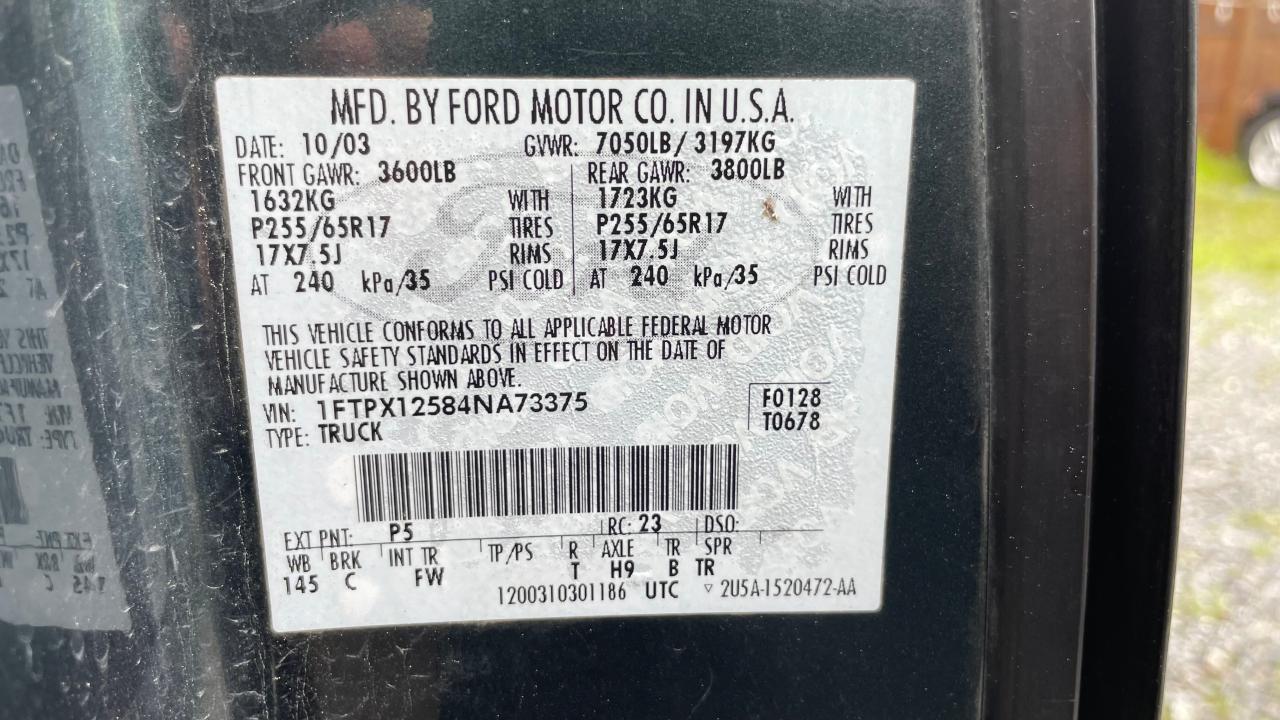 MFD. BY FORD MOTOR CO. IN U.S.A.
DATE: 10/03 GVWR: 7050LB/ 3197KG
FRONT GAWR: 3600LB REAR GAWR: 3800LB
1632KG WITH 1723KG WITH
P255/65R17 TIRES P255/65R17 TIRES
17X7.5J RIMS 17X7.5J RIMS
AT 240 kPa/35 PSI COLD AT 240 kPa/35 PSI COLD
THIS VEHICLE CONFORMS TO ALL APPLICABLE FEDERAL MOTOR
VEHICLE SAFETY STANDARDS IN EFFECT ON THE DATE OF
MANUFACTURE SHOWN ABOVE.
VIN: 1FTPX12584NA73375 F0128
TYPE: TRUCK T0678
EXT PNT: P5 RC: 23 DSO:
WB BRK INT TR TP/PS R AXLE TR SPR
145 C FW T H9 B TR
1200310301186 UTC ▽ 2U5A-1520472-AA